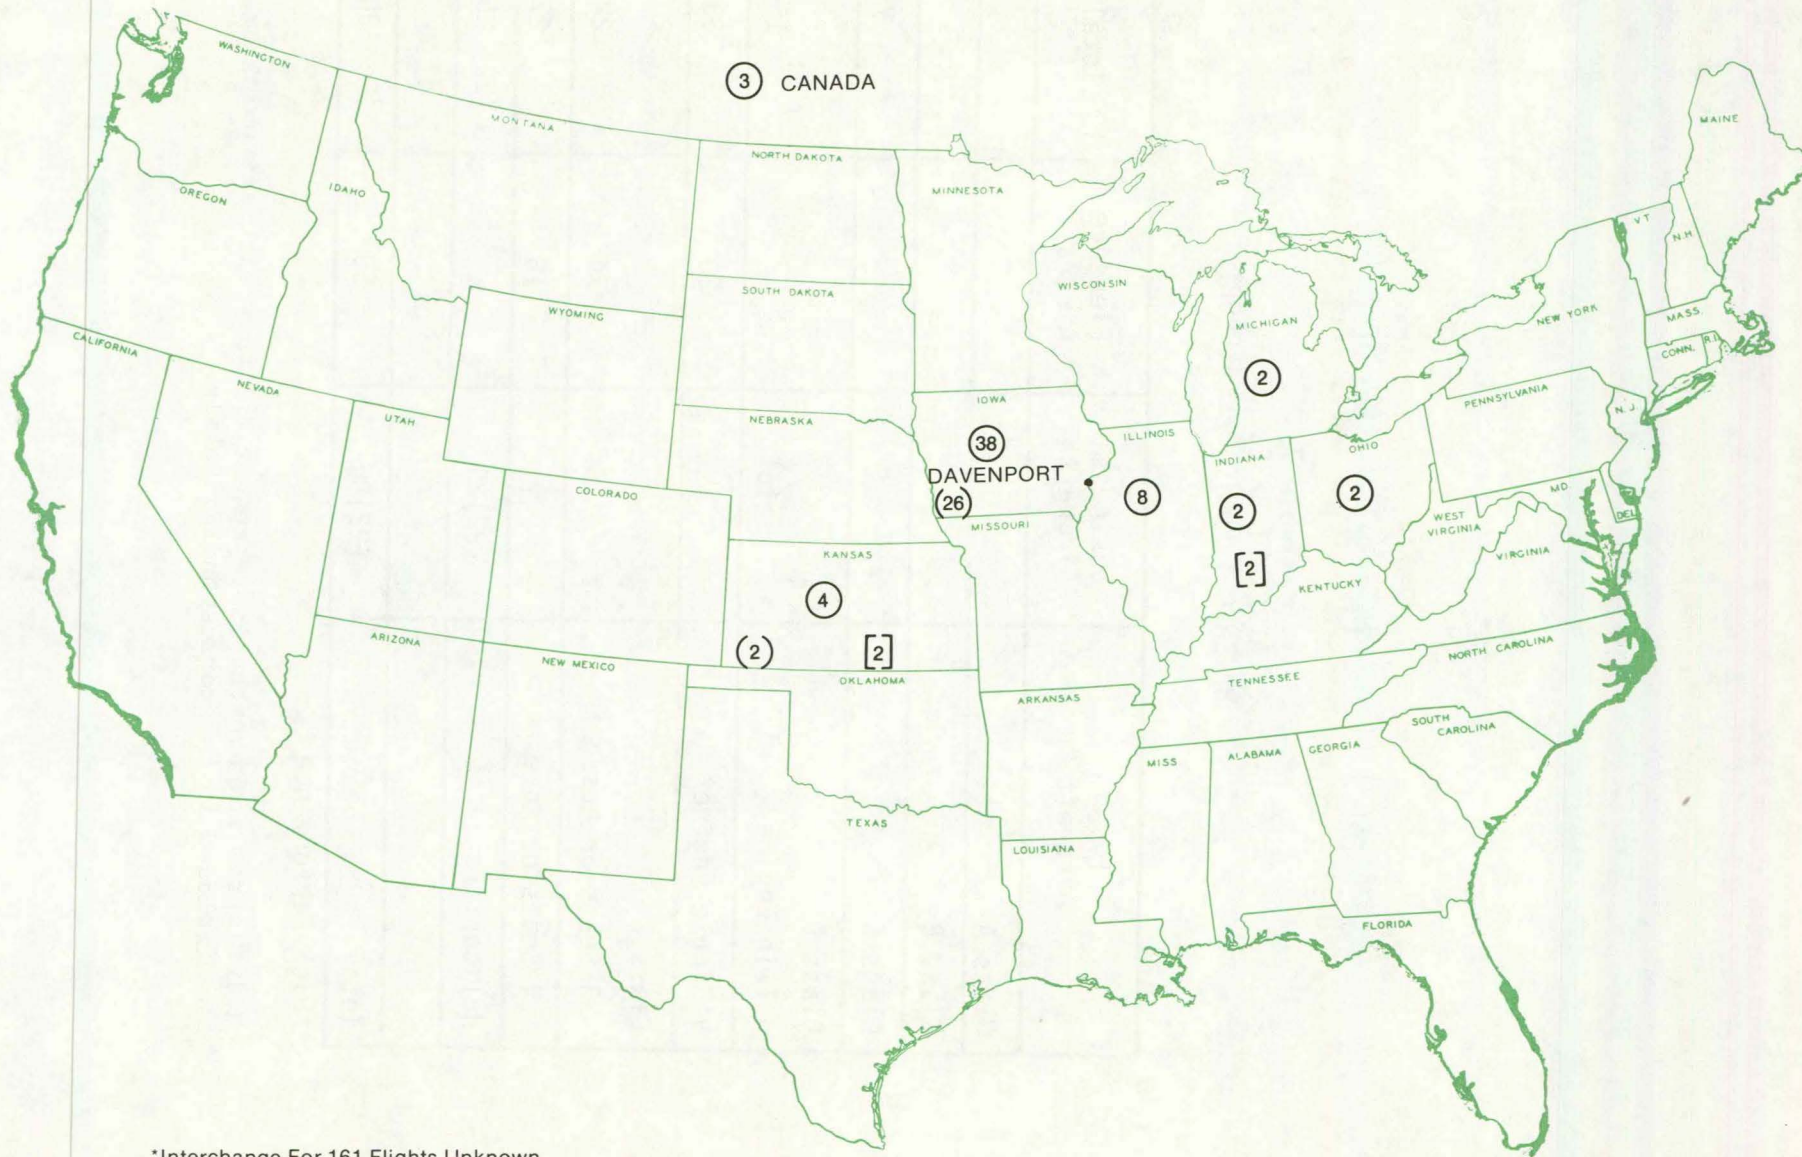 WASHINGTON
③ CANADA
MONTANA
NORTH DAKOTA
MAINE
OREGON
IDAHO
MINNESOTA
VT.
N.H.
SOUTH DAKOTA
WISCONSIN
WYOMING
MICHIGAN
NEW YORK
MASS.
CALIFORNIA
CONN.
R.I.
NEVADA
②
IOWA
PENNSYLVANIA
UTAH
NEBRASKA
N.J.
㊳
ILLINOIS
OHIO
INDIANA
DAVENPORT
COLORADO
(26)
⑧
②
②
MD.
DEL.
MISSOURI
WEST
VIRGINIA
KANSAS
VIRGINIA
[2]
KENTUCKY
④
ARIZONA
NEW MEXICO
(2)
[2]
NORTH CAROLINA
OKLAHOMA
TENNESSEE
ARKANSAS
SOUTH
CAROLINA
MISS
ALABAMA
GEORGIA
TEXAS
LOUISIANA
FLORIDA
*Interchange For 161 Flights Unknown